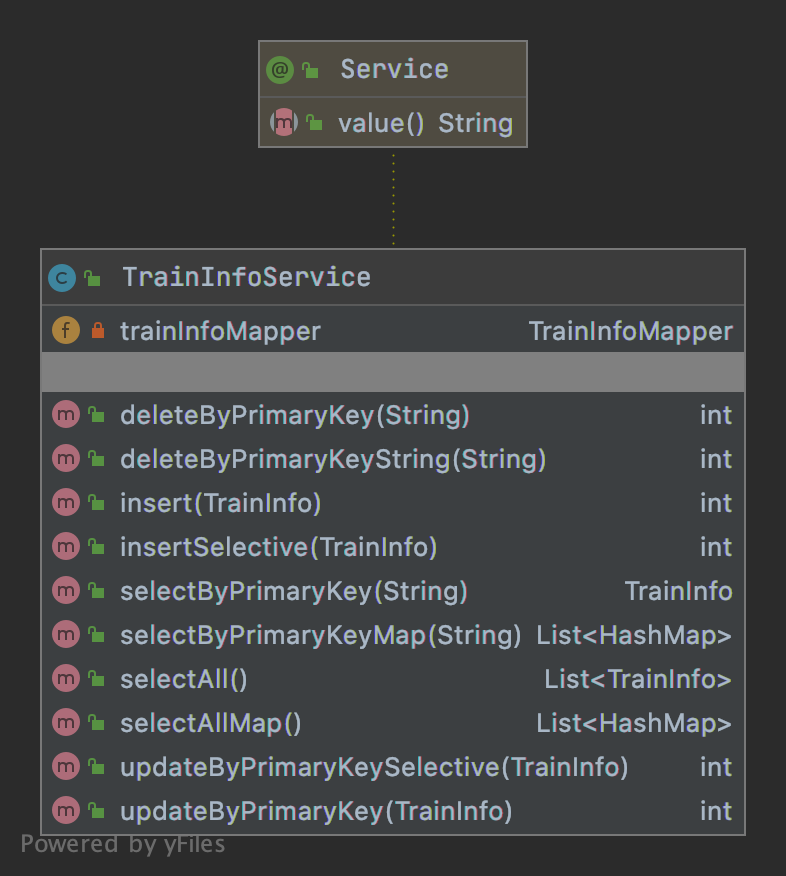 @ Service
m value() String
C TrainInfoService
f trainInfoMapper TrainInfoMapper
m deleteByPrimaryKey(String) int
m deleteByPrimaryKeyString(String) int
m insert(TrainInfo) int
m insertSelective(TrainInfo) int
m selectByPrimaryKey(String) TrainInfo
m selectByPrimaryKeyMap(String) List<HashMap>
m selectAll() List<TrainInfo>
m selectAllMap() List<HashMap>
m updateByPrimaryKeySelective(TrainInfo) int
m updateByPrimaryKey(TrainInfo) int
Powered by yFiles